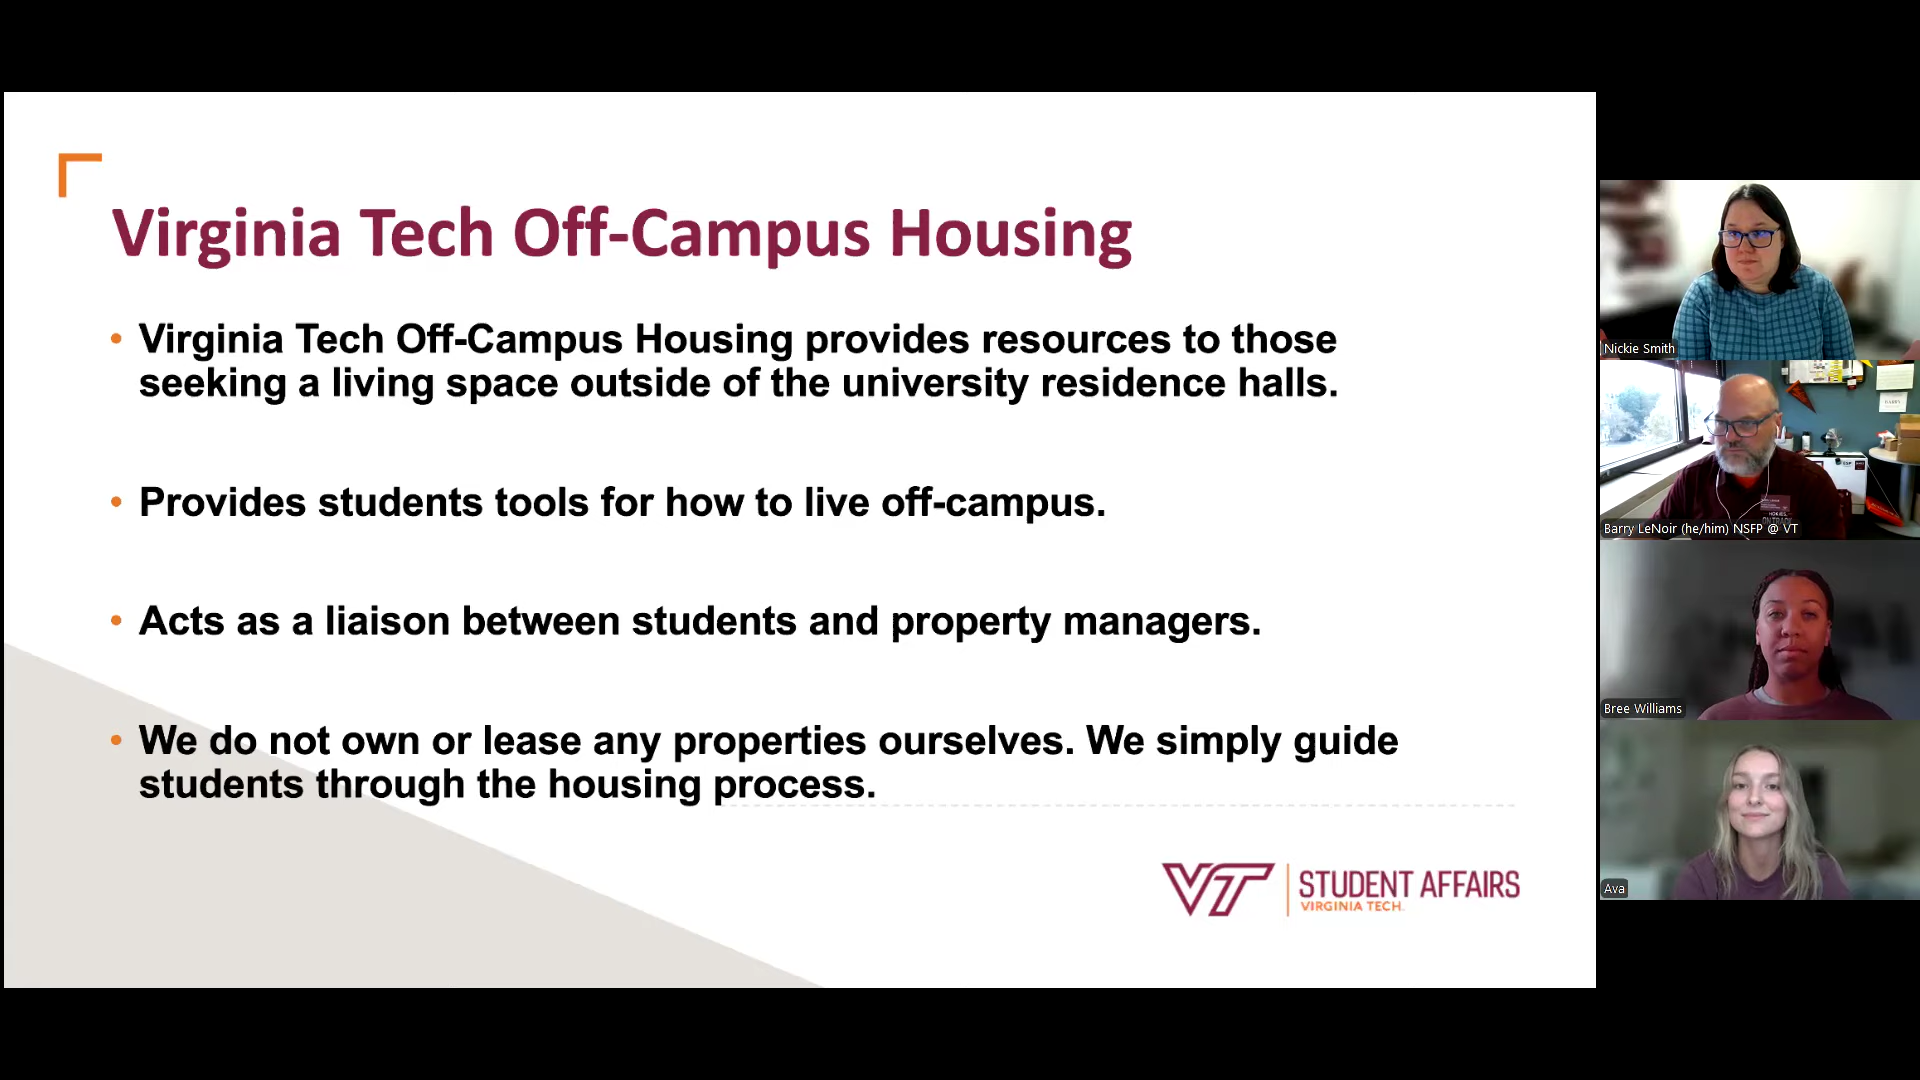 Virginia Tech Off-Campus Housing
• Virginia Tech Off-Campus Housing provides resources to those
seeking a living space outside of the university residence halls.
• Provides students tools for how to live off-campus.
• Acts as a liaison between students and property managers.
• We do not own or lease any properties ourselves. We simply guide
students through the housing process.
VT STUDENT AFFAIRS
VIRGINIA TECH.
Nickie Smith
Barry LeNoir (he/him) NSFP @ VT
Bree Williams
Ava